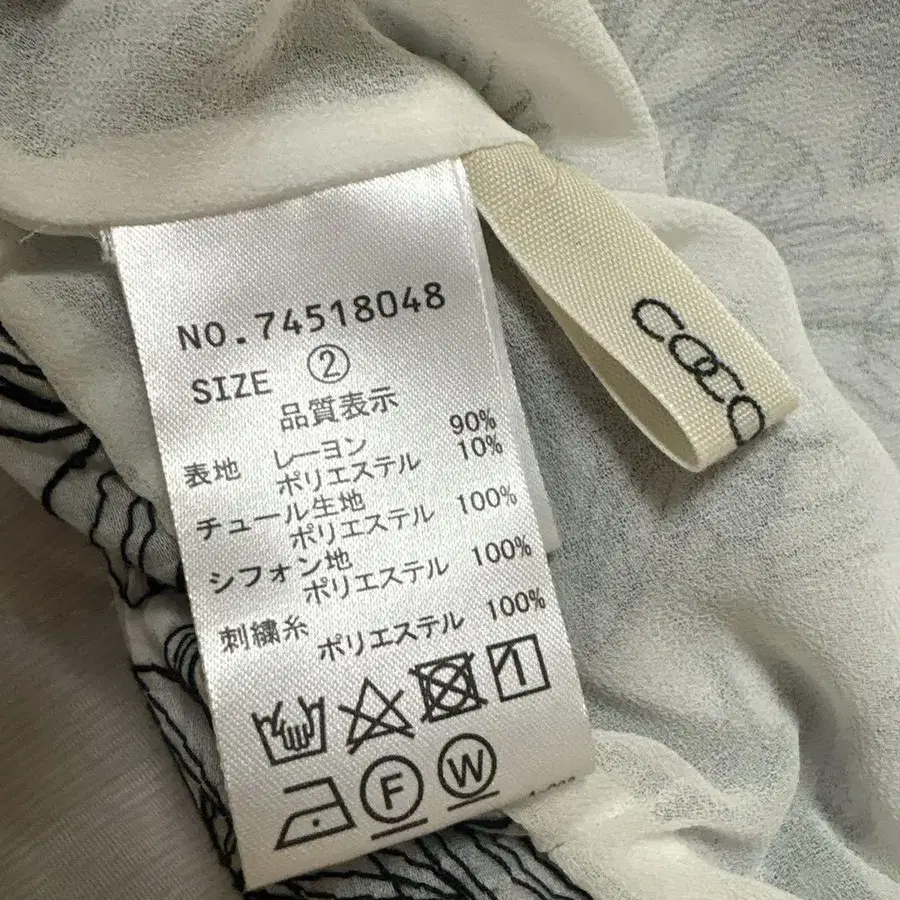 NO.74518048
SIZE ②
品質表示
表地 レーヨン 90%
ポリエステル 10%
チュール生地
ポリエステル 100%
シフォン地
ポリエステル 100%
刺繍糸
ポリエステル 100%
1
F W
COCO